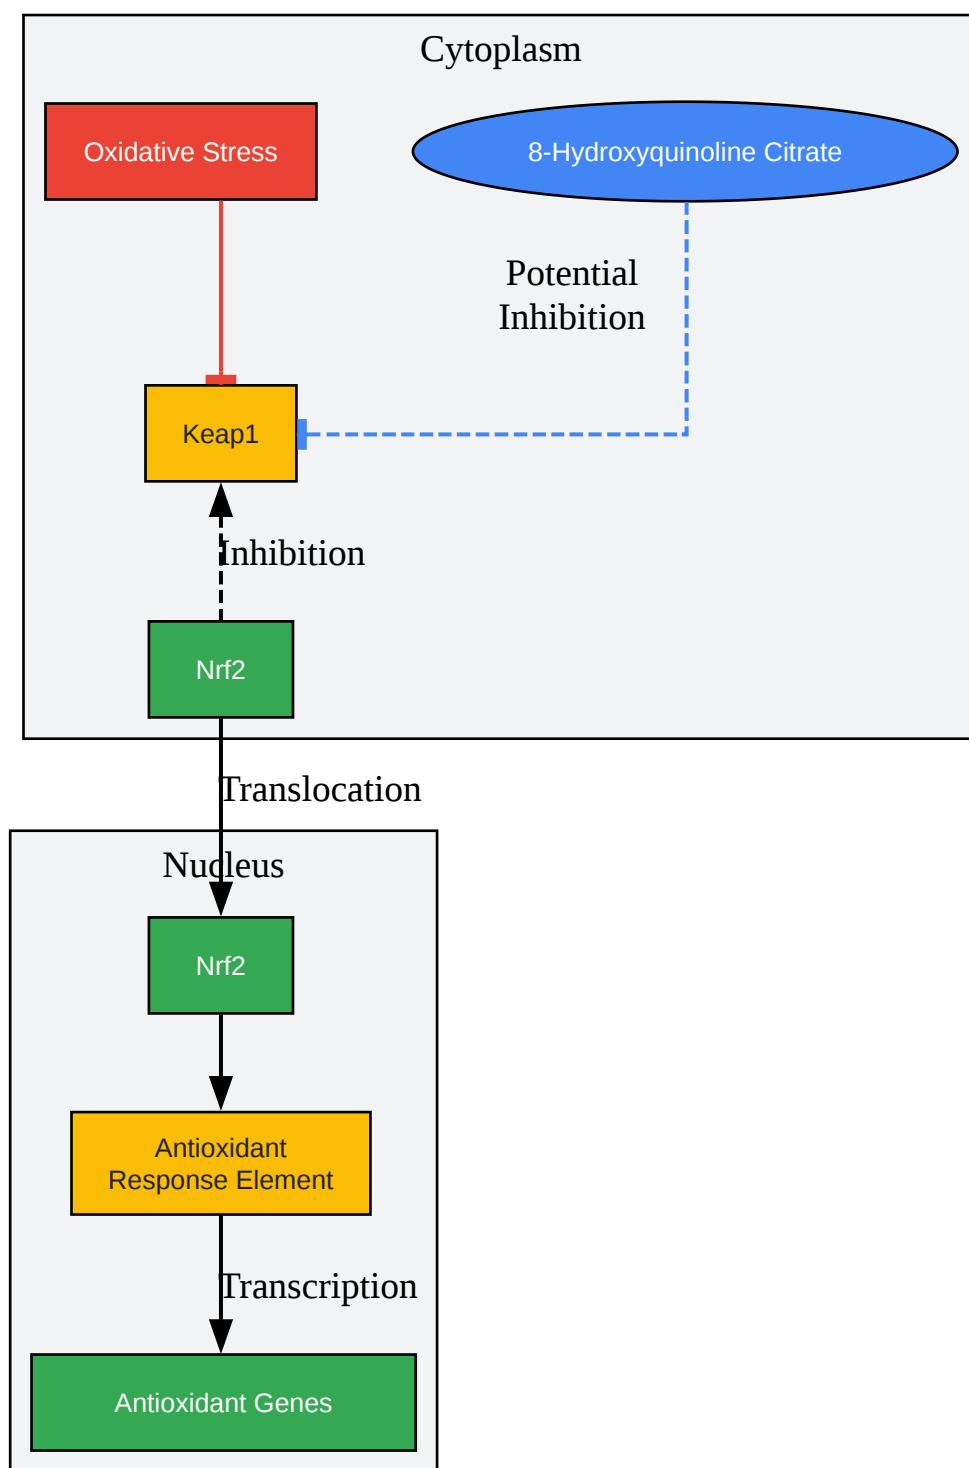 Cytoplasm
Oxidative Stress
8-Hydroxyquinoline Citrate
Potential
Inhibition
Keap1
Inhibition
Nrf2
Translocation
Nucleus
Nrf2
Antioxidant
Response Element
Transcription
Antioxidant Genes